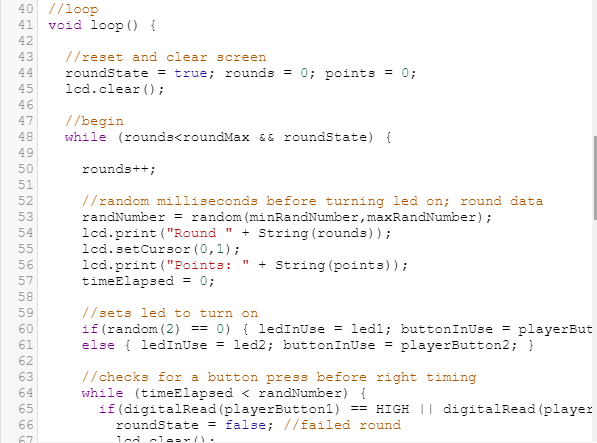 40 //loop
41 void loop() {
42
43 //reset and clear screen
44 roundState = true; rounds = 0; points = 0;
45 lcd.clear();
46
47 //begin
48 while (rounds<roundMax && roundState) {
49
50 rounds++;
51
52 //random milliseconds before turning led on; round data
53 randNumber = random(minRandNumber,maxRandNumber);
54 lcd.print("Round " + String(rounds));
55 lcd.setCursor(0,1);
56 lcd.print("Points: " + String(points));
57 timeElapsed = 0;
58
59 //sets led to turn on
60 if(random(2) == 0) { ledInUse = led1; buttonInUse = playerBut
61 else { ledInUse = led2; buttonInUse = playerButton2; }
62
63 //checks for a button press before right timing
64 while (timeElapsed < randNumber) {
65 if(digitalRead(playerButton1) == HIGH || digitalRead(player
66 roundState = false; //failed round
67 lcd.clear();